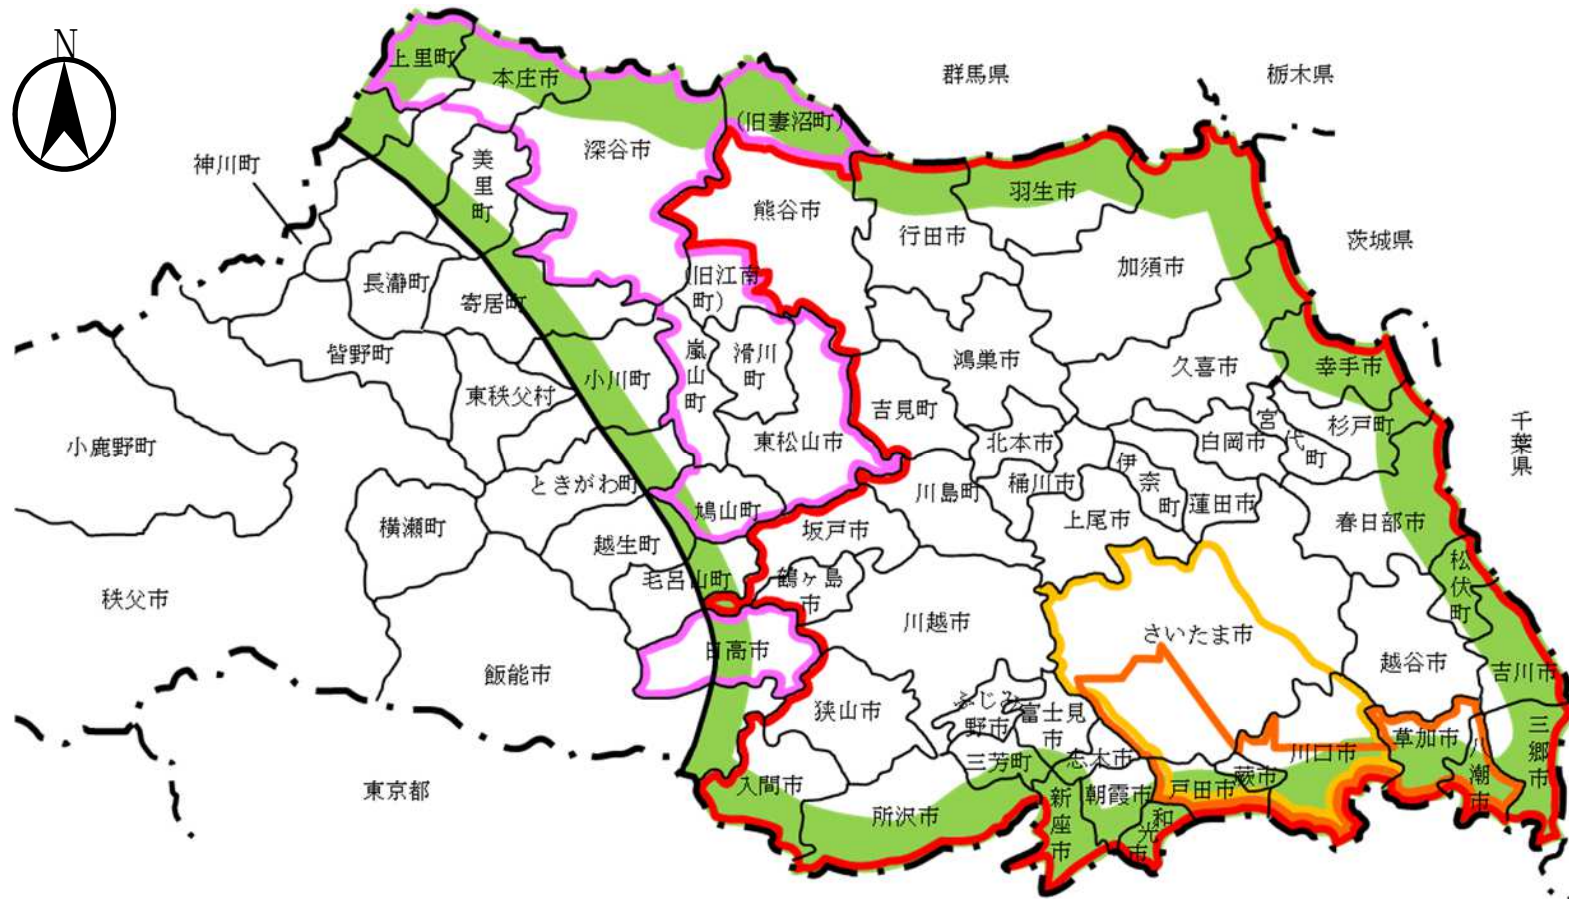 N
群馬県
栃木県
上里町
本庄市
(旧妻沼町)
深谷市
神川町
美里町
熊谷市
羽生市
行田市
茨城県
加須市
長瀞町
寄居町
(旧江南
町)
皆野町
嵐山町
滑川
町
鴻巣市
久喜市
幸手市
小川町
東秩父村
吉見町
宮代町
杉戸町
千葉県
小鹿野町
東松山市
北本市
白岡市
伊奈町
ときがわ町
川島町
桶川市
蓮田市
鳩山町
横瀬町
坂戸市
上尾市
春日部市
越生町
松伏町
毛呂山町
鶴ヶ島
市
秩父市
川越市
さいたま市
日高市
越谷市
飯能市
吉川市
狭山市
ふじみ
野市
富士見
市
三郷市
草加市
志木市
川口市
三芳町
入間市
蕨市
八潮市
東京都
戸田市
新座市
朝霞市
所沢市
和光市